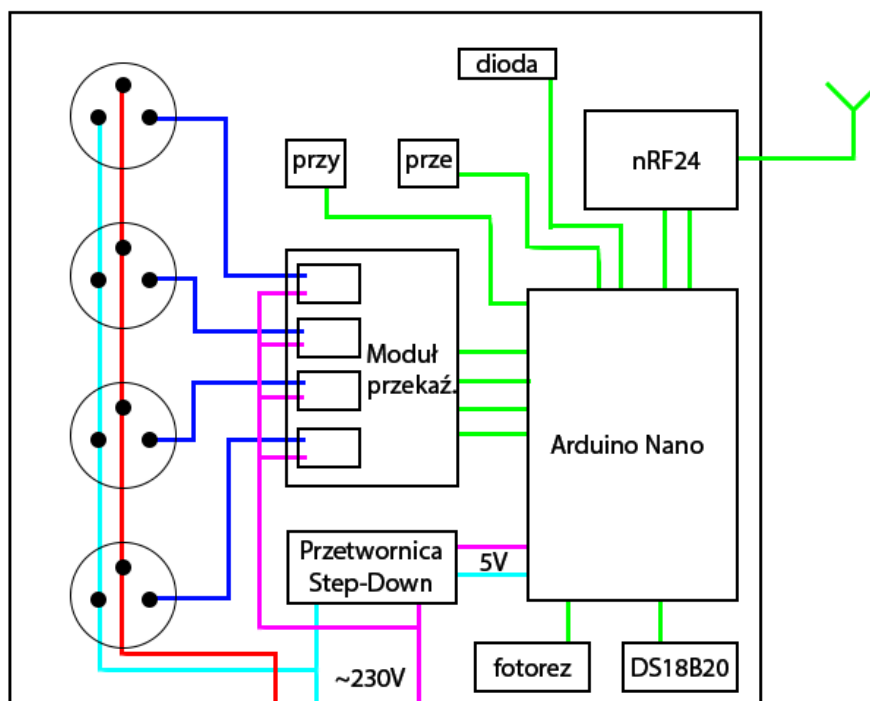 dioda
nRF24
przy
prze
Moduł
przekaź.
Arduino Nano
Przetwornica
Step-Down
5V
~230V
fotorez
DS18B20